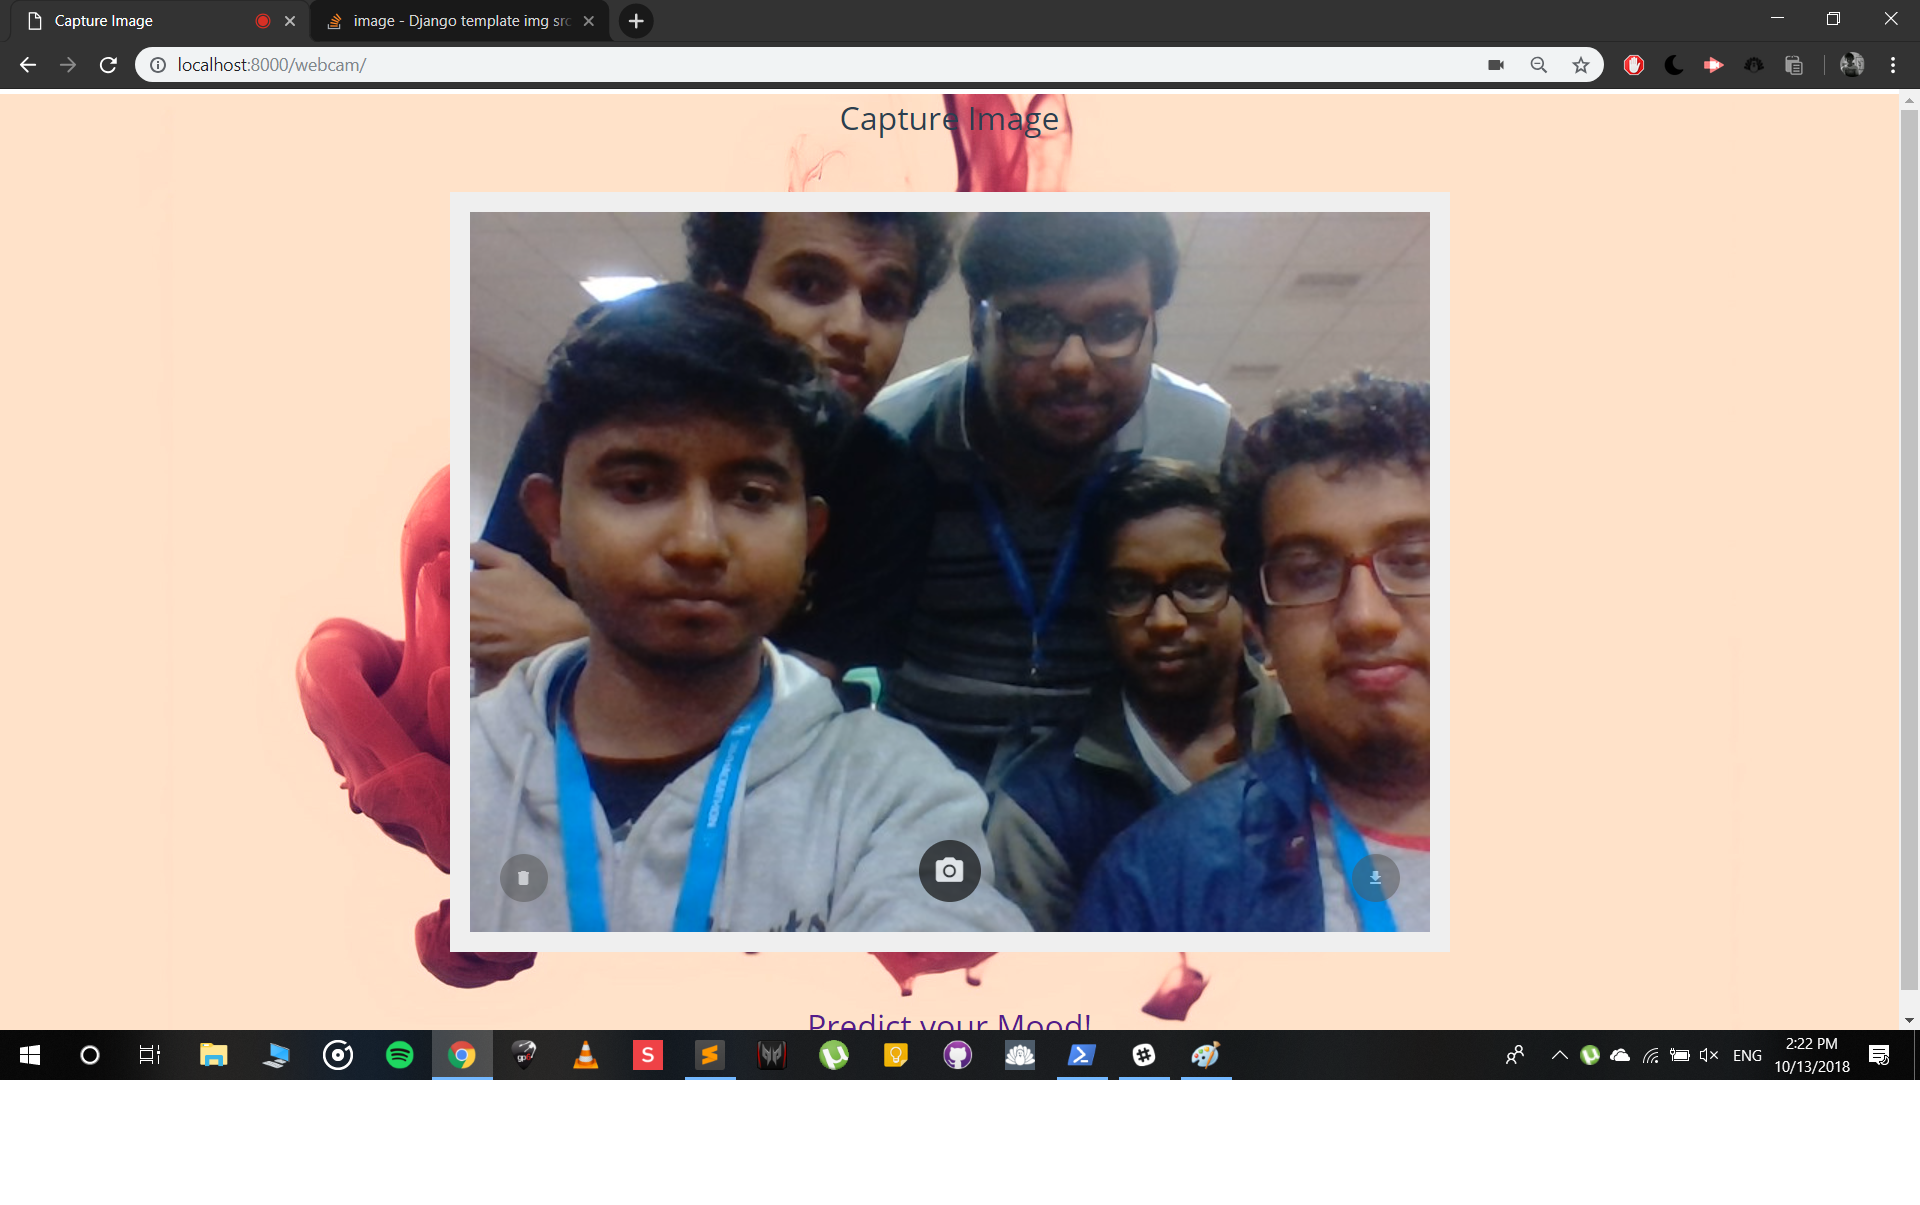 Capture Image
image - Django template img src
localhost:8000/webcam/
Capture Image
Predict your Mood!
S
ENG
2:22 PM
10/13/2018